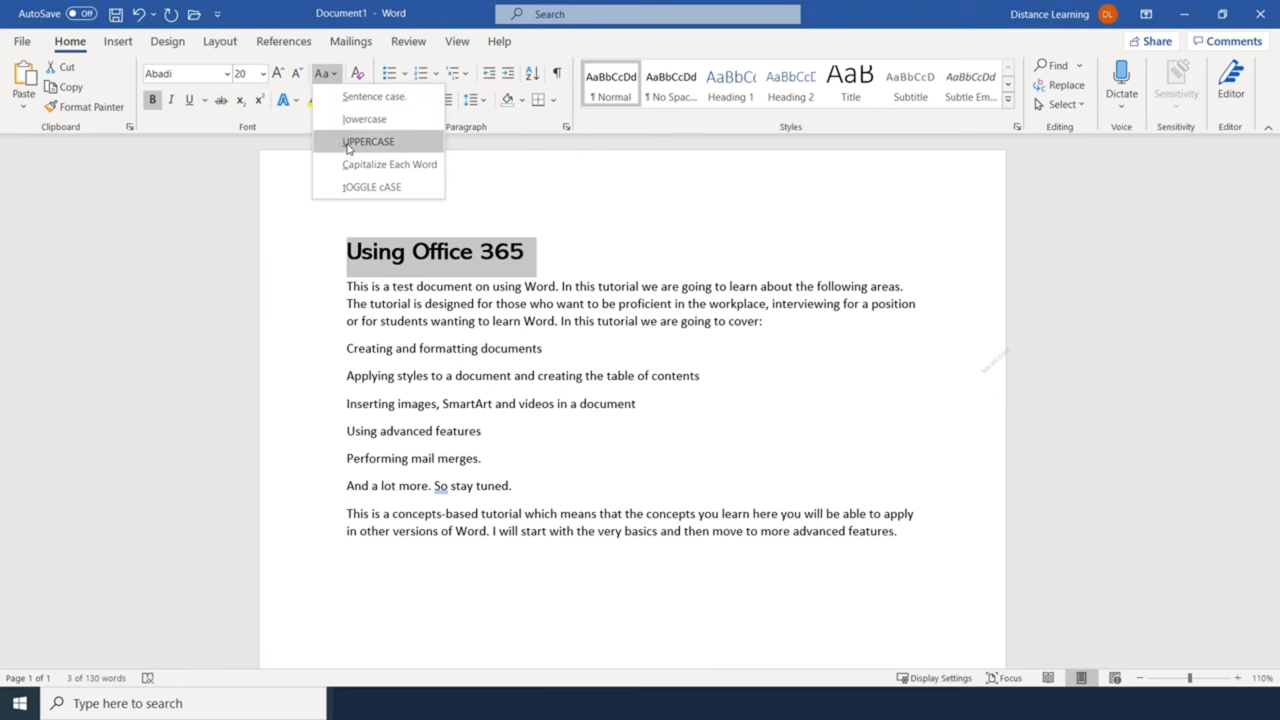 AutoSave Off Document1 - Word Search Distance Learning DL
File Home Insert Design Layout References Mailings Review View Help Share Comments
Paste Cut Copy Format Painter
Clipboard
Abadi 20 Aa
B I U ab x₂ x² A
Font
Sentence case.
lowercase
UPPERCASE
Capitalize Each Word
tOGGLE cASE
Paragraph
AaBbCcDd AaBbCcDd AaBbCc AaBbCcD AaB AaBbCcD AaBbCcDd
¶ Normal ¶ No Spac... Heading 1 Heading 2 Title Subtitle Subtle Em...
Styles
Find
Replace
Select
Editing
Dictate
Voice
Sensitivity
Sensitivity
Editor
Editor
Using Office 365
This is a test document on using Word. In this tutorial we are going to learn about the following areas.
The tutorial is designed for those who want to be proficient in the workplace, interviewing for a position
or for students wanting to learn Word. In this tutorial we are going to cover:
Creating and formatting documents
Applying styles to a document and creating the table of contents
Inserting images, SmartArt and videos in a document
Using advanced features
Performing mail merges.
And a lot more. So stay tuned.
This is a concepts-based tutorial which means that the concepts you learn here you will be able to apply
in other versions of Word. I will start with the very basics and then move to more advanced features.
Page 1 of 1 3 of 130 words Display Settings Focus 110%
Type here to search